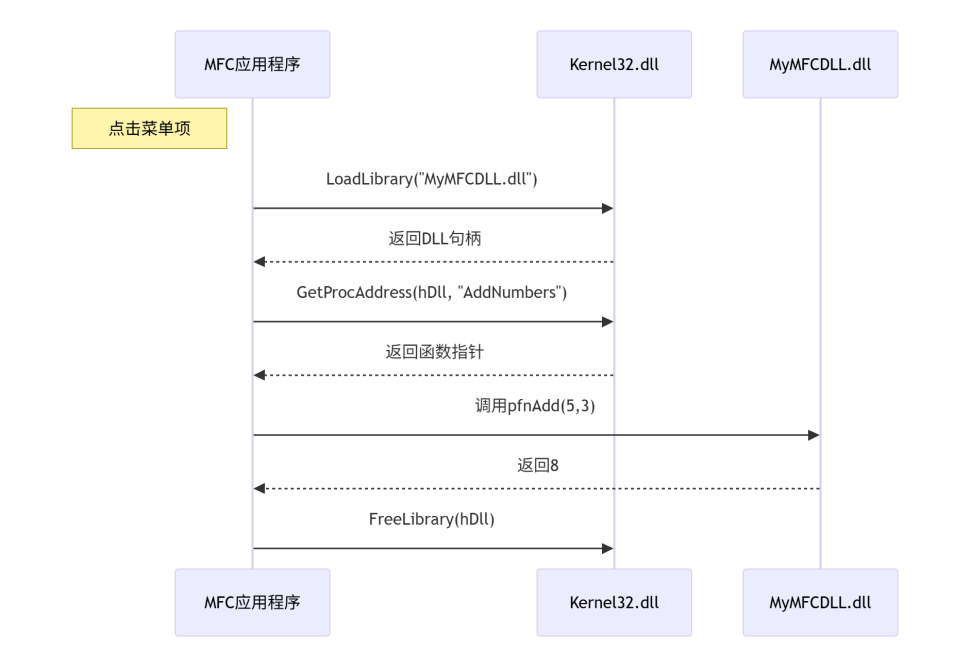 MFC应用程序
Kernel32.dll
MyMFCDLL.dll
点击菜单项
LoadLibrary("MyMFCDLL.dll")
返回DLL句柄
GetProcAddress(hDll, "AddNumbers")
返回函数指针
调用pfnAdd(5,3)
返回8
FreeLibrary(hDll)
MFC应用程序
Kernel32.dll
MyMFCDLL.dll